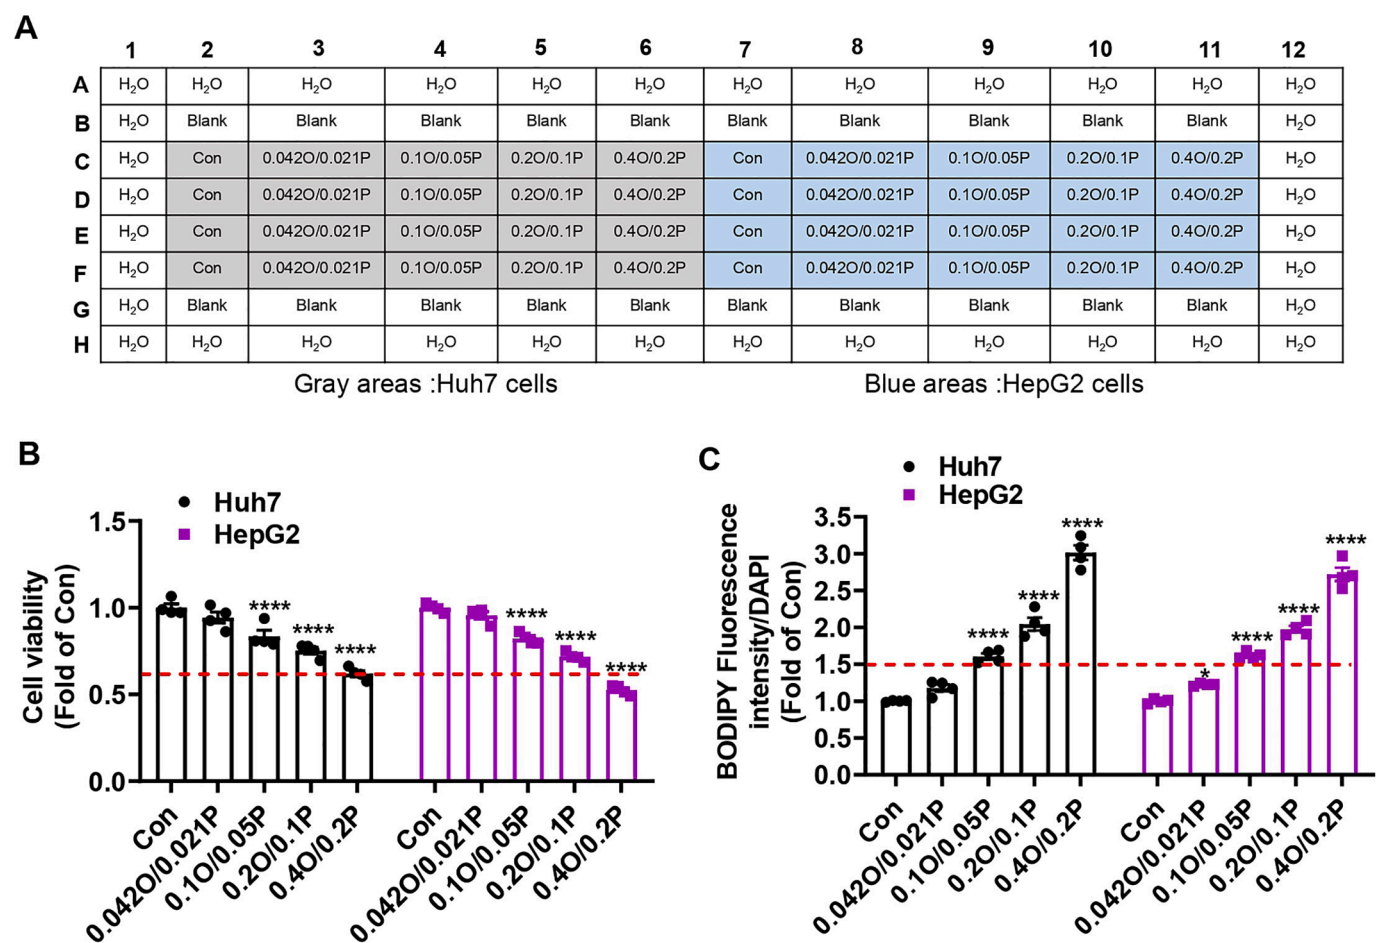 A
1 2 3 4 5 6 7 8 9 10 11 12
A H₂O H₂O H₂O H₂O H₂O H₂O H₂O H₂O H₂O H₂O H₂O H₂O
B H₂O Blank Blank Blank Blank Blank Blank Blank Blank Blank Blank H₂O
C H₂O Con 0.042O/0.021P 0.1O/0.05P 0.2O/0.1P 0.4O/0.2P Con 0.042O/0.021P 0.1O/0.05P 0.2O/0.1P 0.4O/0.2P H₂O
D H₂O Con 0.042O/0.021P 0.1O/0.05P 0.2O/0.1P 0.4O/0.2P Con 0.042O/0.021P 0.1O/0.05P 0.2O/0.1P 0.4O/0.2P H₂O
E H₂O Con 0.042O/0.021P 0.1O/0.05P 0.2O/0.1P 0.4O/0.2P Con 0.042O/0.021P 0.1O/0.05P 0.2O/0.1P 0.4O/0.2P H₂O
F H₂O Con 0.042O/0.021P 0.1O/0.05P 0.2O/0.1P 0.4O/0.2P Con 0.042O/0.021P 0.1O/0.05P 0.2O/0.1P 0.4O/0.2P H₂O
G H₂O Blank Blank Blank Blank Blank Blank Blank Blank Blank Blank H₂O
H H₂O H₂O H₂O H₂O H₂O H₂O H₂O H₂O H₂O H₂O H₂O H₂O
Gray areas :Huh7 cells
Blue areas :HepG2 cells
B
Huh7
HepG2
Cell viability
(Fold of Con)
1.5
1.0
0.5
0.0
**** **** ****
**** **** ****
Con
0.042O/0.021P
0.1O/0.05P
0.2O/0.1P
0.4O/0.2P
Con
0.042O/0.021P
0.1O/0.05P
0.2O/0.1P
0.4O/0.2P
C
Huh7
HepG2
BODIPY Fluorescence
intensity/DAPI
(Fold of Con)
3.5
3.0
2.5
2.0
1.5
1.0
0.5
0.0
**** **** ****
* **** **** ****
Con
0.042O/0.021P
0.1O/0.05P
0.2O/0.1P
0.4O/0.2P
Con
0.042O/0.021P
0.1O/0.05P
0.2O/0.1P
0.4O/0.2P